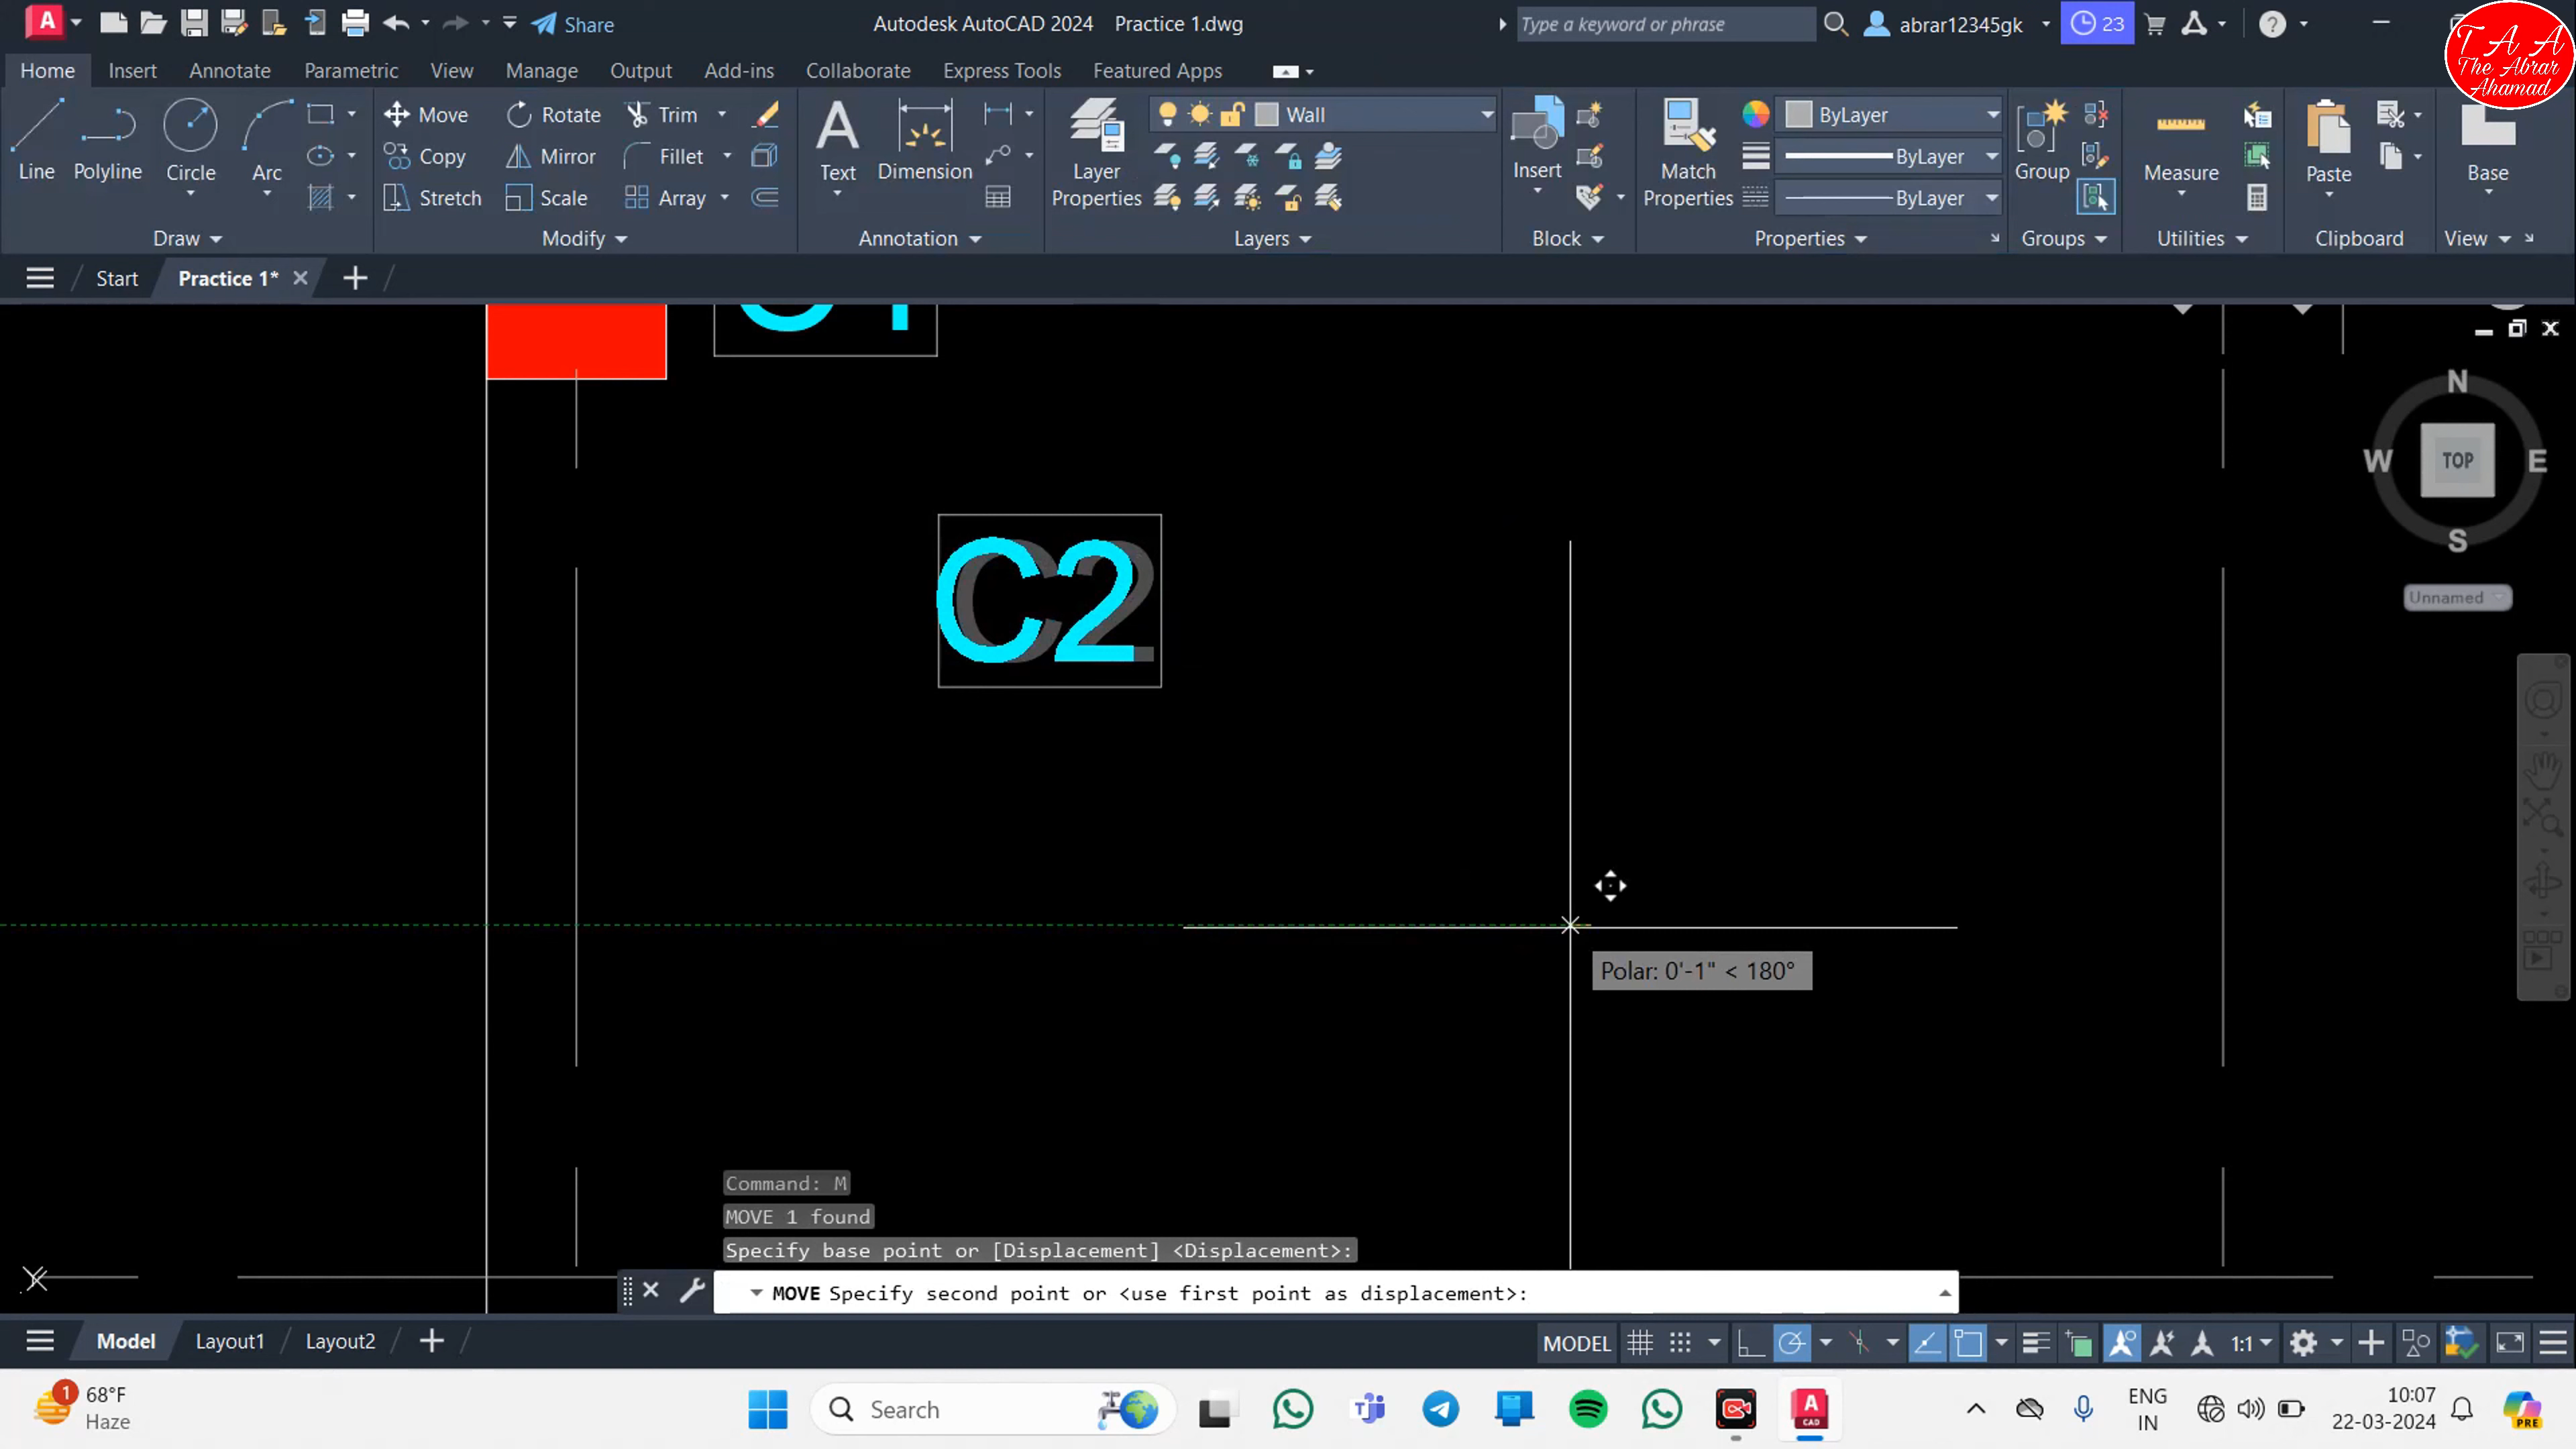 Share
Autodesk AutoCAD 2024 Practice 1.dwg
Type a keyword or phrase
abrar12345gk
23
T A A
The Abrar
Ahamad
Home Insert Annotate Parametric View Manage Output Add-ins Collaborate Express Tools Featured Apps
Line Polyline Circle Arc
Move Rotate Trim
Copy Mirror Fillet
Stretch Scale Array
Text Dimension
Layer Properties
Wall
Insert
Match Properties
ByLayer
ByLayer
ByLayer
Group
Measure
Paste
Base
Draw Modify Annotation Layers Block Properties Groups Utilities Clipboard View
Start Practice 1*
N
W TOP E
S
Unnamed
C2
Polar: 0'-1" < 180°
Command: M
MOVE 1 found
Specify base point or [Displacement] <Displacement>:
MOVE Specify second point or <use first point as displacement>:
Model Layout1 Layout2
MODEL
1:1
1
68°F
Haze
Search
A
CAD
ENG
IN
10:07
22-03-2024
PRE